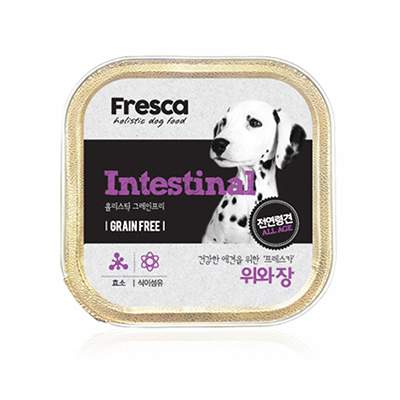 Fresca
holistic dog food
Intestinal
홀리스틱 그레인프리
GRAIN FREE
전연령견
ALL AGE
건강한 애견을 위한 '프레스카'
위와장
효소
식이섬유